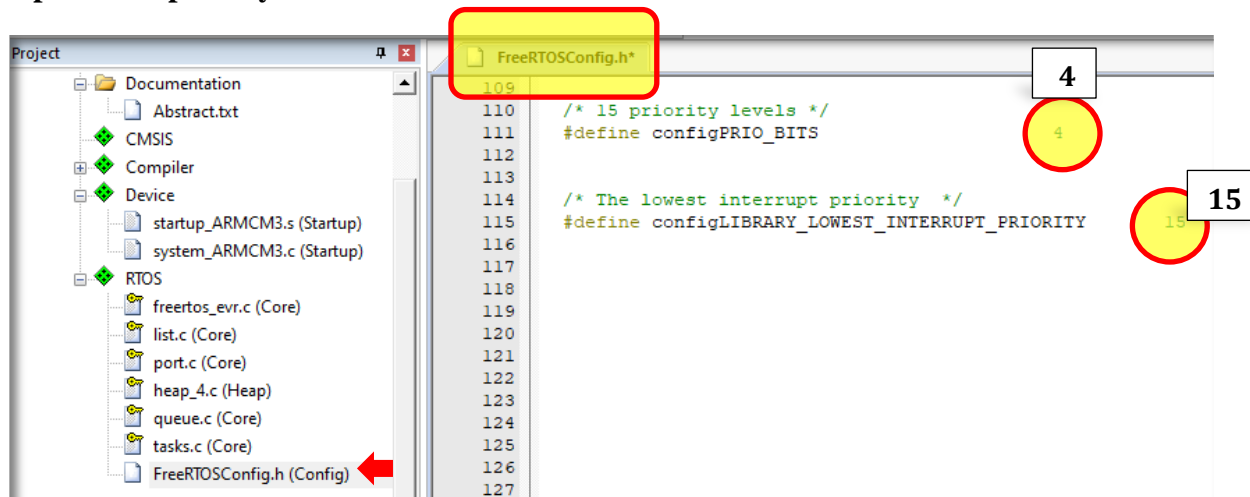 Project
Documentation
Abstract.txt
CMSIS
Compiler
Device
startup_ARMCM3.s (Startup)
system_ARMCM3.c (Startup)
RTOS
freertos_evr.c (Core)
list.c (Core)
port.c (Core)
heap_4.c (Heap)
queue.c (Core)
tasks.c (Core)
FreeRTOSConfig.h (Config)
FreeRTOSConfig.h*
109
110 /* 15 priority levels */
111 #define configPRIO_BITS 4
112
113
114 /* The lowest interrupt priority */
115 #define configLIBRARY_LOWEST_INTERRUPT_PRIORITY 15
116
117
118
119
120
121
122
123
124
125
126
127
4
15